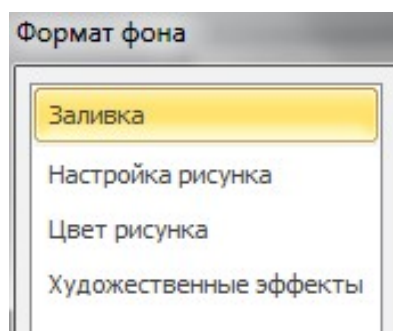 Формат фона
Заливка
Настройка рисунка
Цвет рисунка
Художественные эффекты